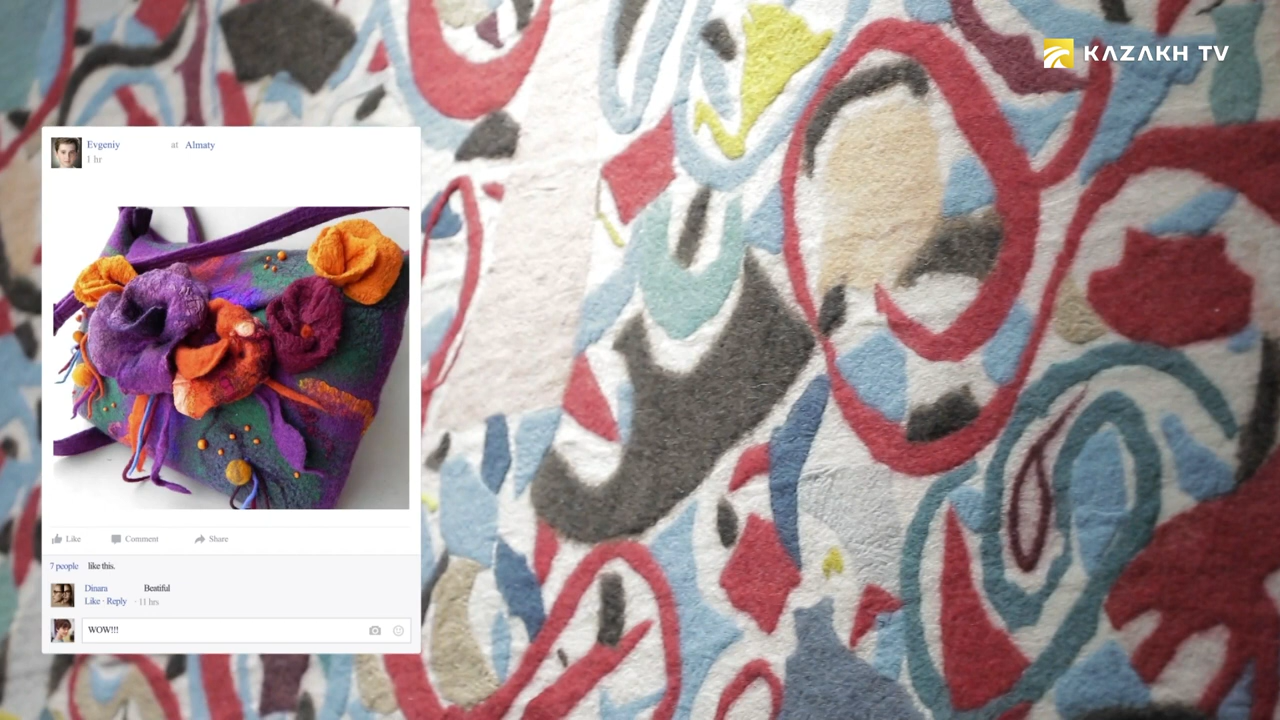 KAZAKH TV
Evgeniy at Almaty
1 hr
Like Comment Share
7 people like this.
Dinara Beatiful
Like · Reply · 11 hrs
WOW!!!